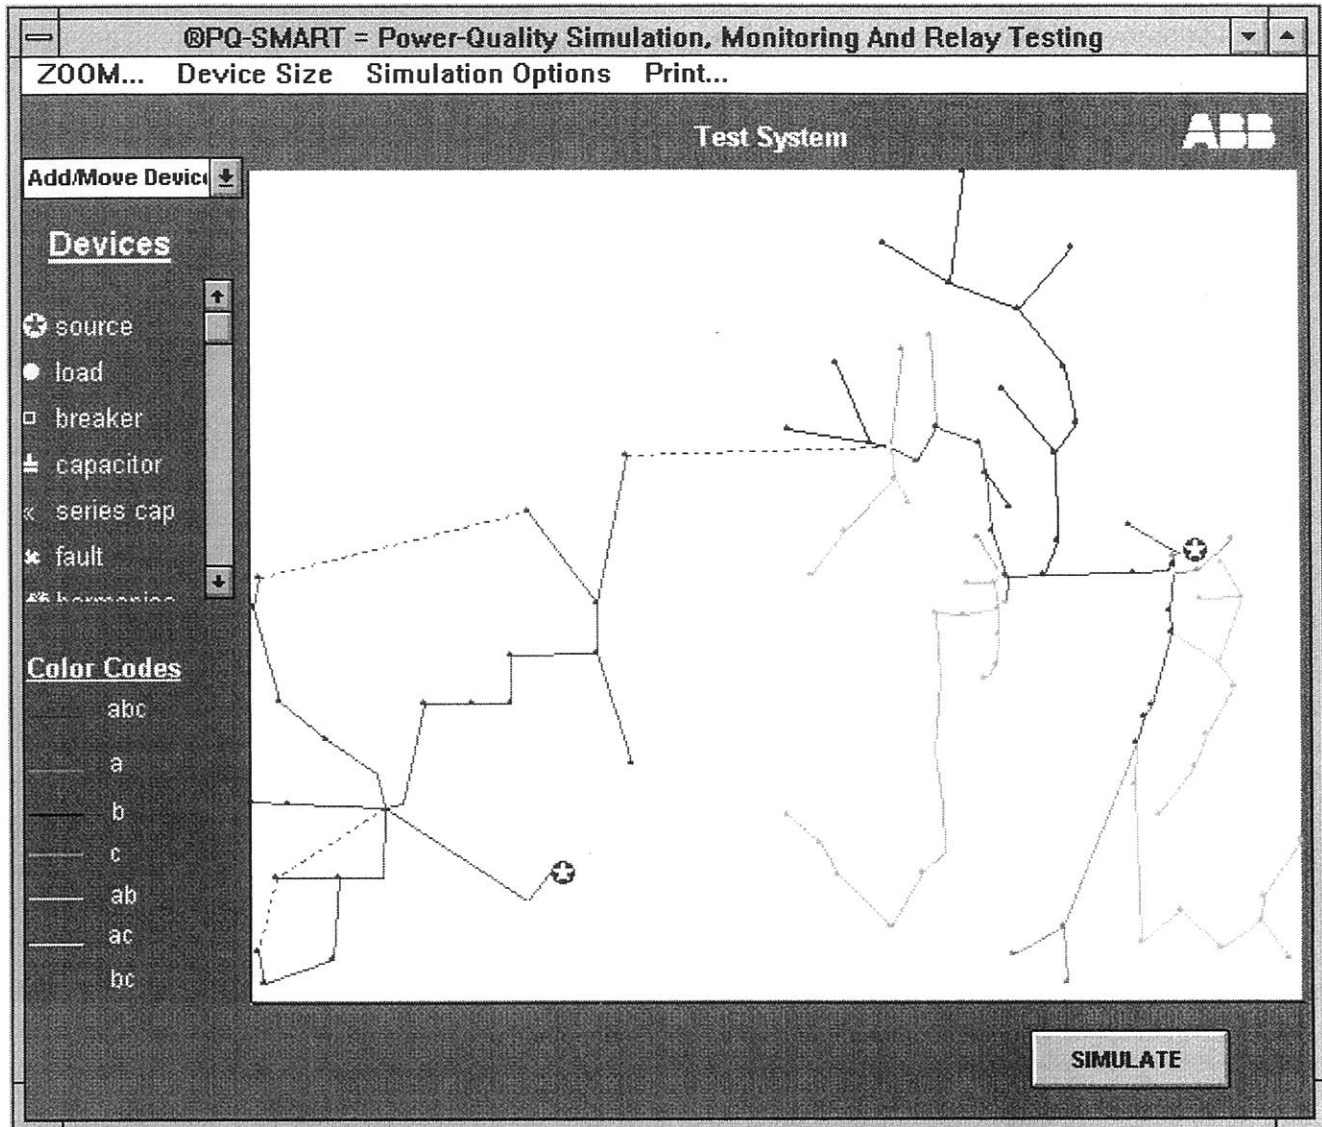 ®PQ-SMART = Power-Quality Simulation, Monitoring And Relay Testing
ZOOM... Device Size Simulation Options Print...
Test System
ABB
Add/Move Devic
Devices
source
load
breaker
capacitor
series cap
fault
Color Codes
abc
a
b
c
ab
ac
bc
SIMULATE